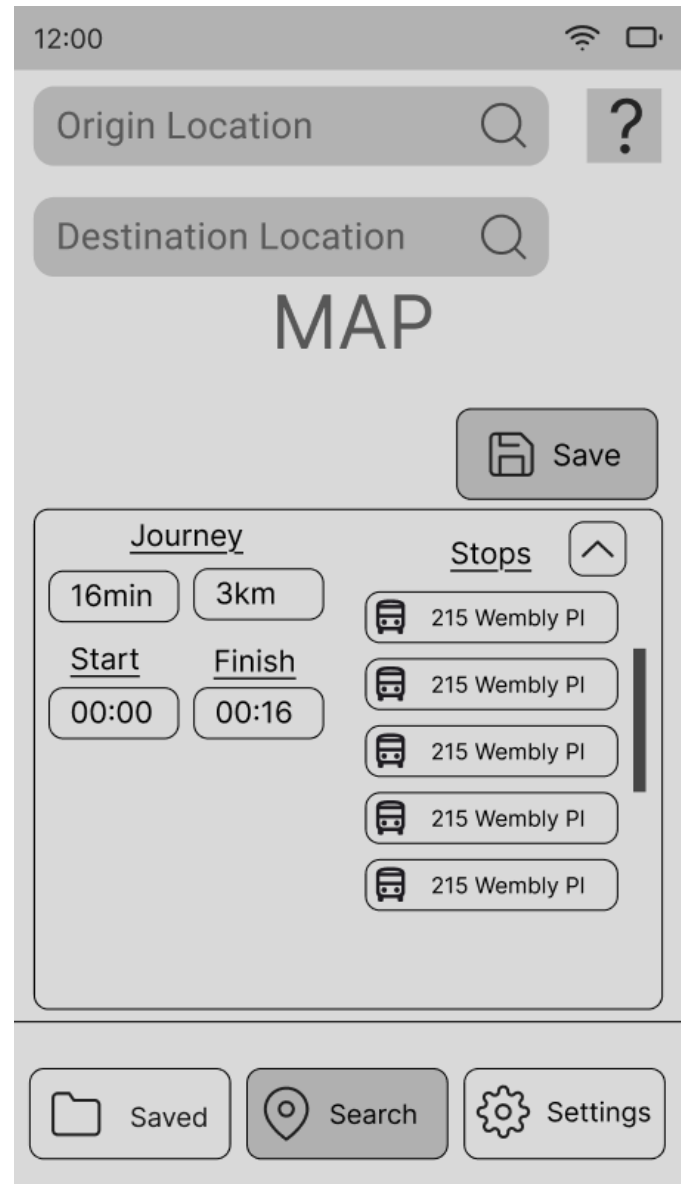 12:00
Origin Location
?
Destination Location
MAP
Save
Journey
Stops
16min
3km
Start
Finish
00:00
00:16
215 Wembly Pl
215 Wembly Pl
215 Wembly Pl
215 Wembly Pl
215 Wembly Pl
Saved
Search
Settings